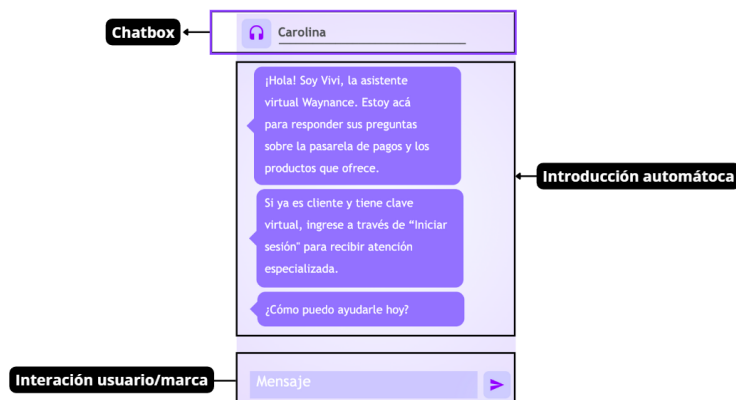 Chatbox
Carolina
¡Hola! Soy Vivi, la asistente
virtual Waynance. Estoy acá
para responder sus preguntas
sobre la pasarela de pagos y los
productos que ofrece.
Introducción automátoca
Si ya es cliente y tiene clave
virtual, ingrese a través de “Iniciar
sesión" para recibir atención
especializada.
¿Cómo puedo ayudarle hoy?
Interación usuario/marca
Mensaje